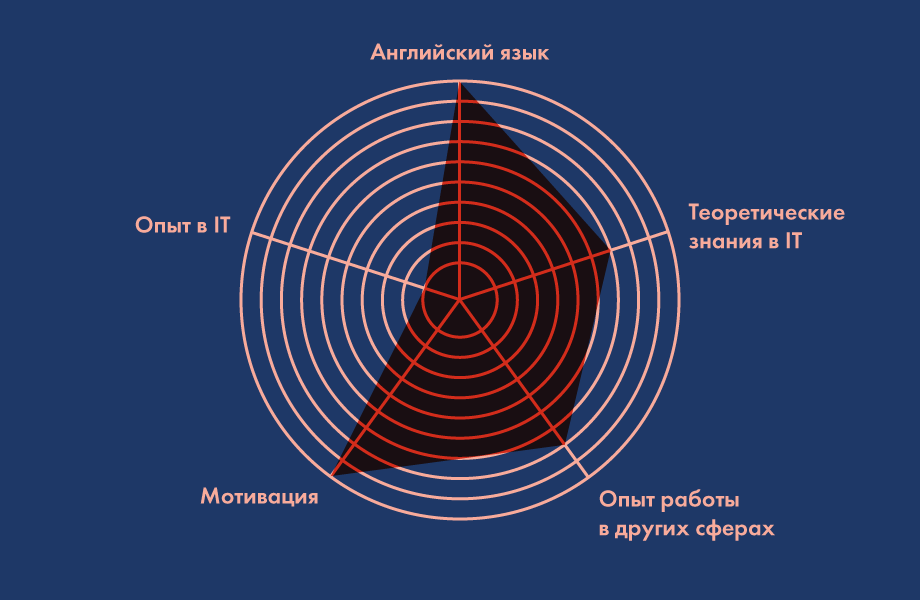 Английский язык
Теоретические
знания в IT
Опыт в IT
Мотивация
Опыт работы
в других сферах